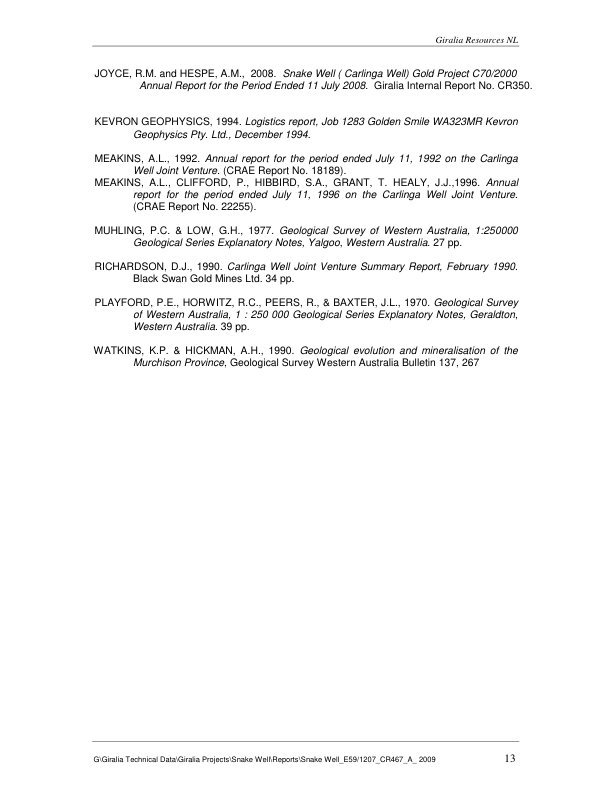 Giralia Resources NL
JOYCE, R.M. and HESPE, A.M., 2008. Snake Well ( Carlinga Well) Gold Project C70/2000
Annual Report for the Period Ended 11 July 2008. Giralia Internal Report No. CR350.
KEVRON GEOPHYSICS, 1994. Logistics report, Job 1283 Golden Smile WA323MR Kevron
Geophysics Pty. Ltd., December 1994.
MEAKINS, A.L., 1992. Annual report for the period ended July 11, 1992 on the Carlinga
Well Joint Venture. (CRAE Report No. 18189).
MEAKINS, A.L., CLIFFORD, P., HIBBIRD, S.A., GRANT, T. HEALY, J.J.,1996. Annual
report for the period ended July 11, 1996 on the Carlinga Well Joint Venture.
(CRAE Report No. 22255).
MUHLING, P.C. & LOW, G.H., 1977. Geological Survey of Western Australia, 1:250000
Geological Series Explanatory Notes, Yalgoo, Western Australia. 27 pp.
RICHARDSON, D.J., 1990. Carlinga Well Joint Venture Summary Report, February 1990.
Black Swan Gold Mines Ltd. 34 pp.
PLAYFORD, P.E., HORWITZ, R.C., PEERS, R., & BAXTER, J.L., 1970. Geological Survey
of Western Australia, 1 : 250 000 Geological Series Explanatory Notes, Geraldton,
Western Australia. 39 pp.
WATKINS, K.P. & HICKMAN, A.H., 1990. Geological evolution and mineralisation of the
Murchison Province, Geological Survey Western Australia Bulletin 137, 267
G\Giralia Technical Data\Giralia Projects\Snake Well\Reports\Snake Well_E59/1207_CR467_A_ 2009
13